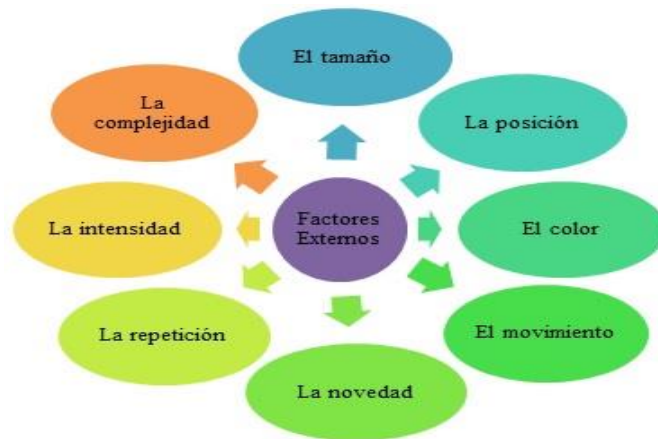 El tamaño
La
complejidad
La posición
Factores
Externos
La intensidad
El color
La repetición
El movimiento
La novedad